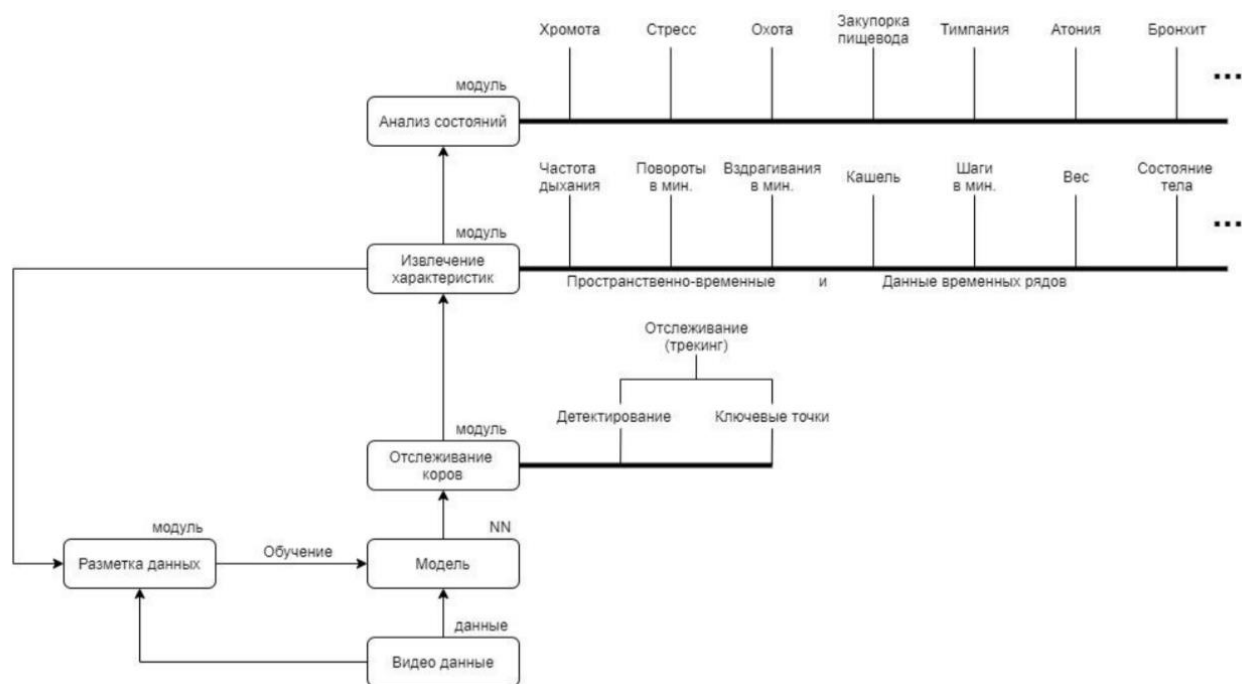 Хромота
Стресс
Охота
Закупорка
пищевода
Тимпания
Атония
Бронхит
...
модуль
Анализ состояний
Частота
дыхания
Повороты
в мин.
Вздрагивания
в мин.
Кашель
Шаги
в мин.
Вес
Состояние
тела
...
модуль
Извлечение
характеристик
Пространственно-временные и Данные временных рядов
Отслеживание
(трекинг)
Детектирование
Ключевые точки
модуль
Отслеживание
коров
модуль
Разметка данных
Обучение
NN
Модель
данные
Видео данные